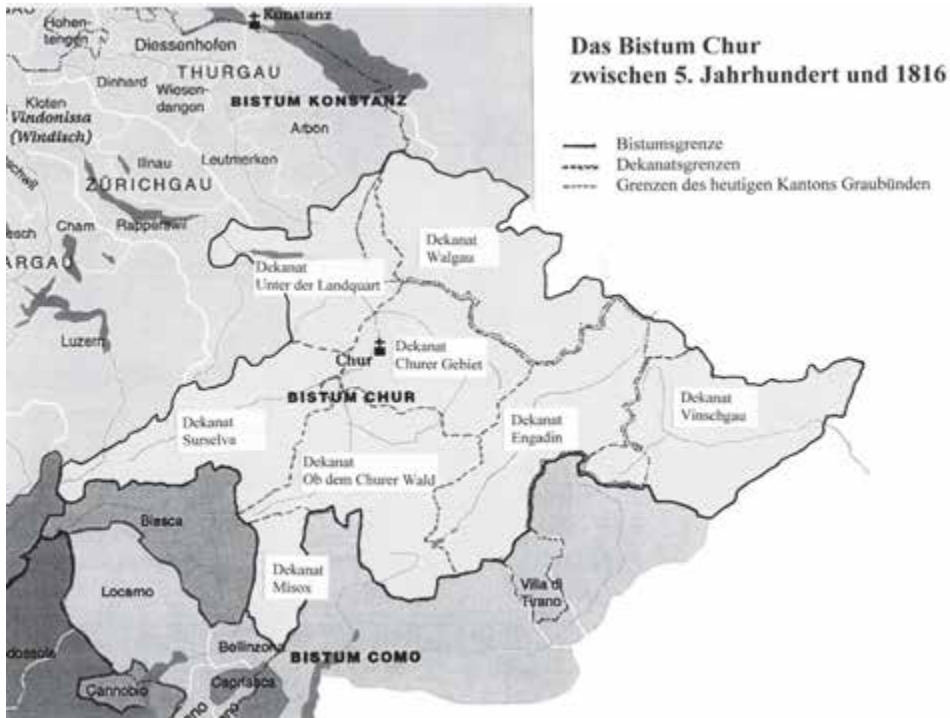 Das Bistum Chur
zwischen 5. Jahrhundert und 1816
Bistumsgrenze
Dekanatsgrenzen
Grenzen des heutigen Kantons Graubünden
Konstanz
Hohen-
tengen
Diessenhofen
THURGAU
Dinhard
Wiesen-
dangen
BISTUM KONSTANZ
Kloten
Vindonissa
(Windisch)
Arbon
Illnau
Leutmerken
ZÜRICHGAU
Cham
Rapperswil
ARGAU
Luzern
Dekanat
Walgau
Dekanat
Unter der Landquart
Chur
Dekanat
Churer Gebiet
BISTUM CHUR
Dekanat
Surselva
Dekanat
Engadin
Dekanat
Vinschgau
Dekanat
Ob dem Churer Wald
Biasca
Dekanat
Misox
Villa di
Tirano
Locarno
Bellinzona
BISTUM COMO
dossola
Cannobio
Capriasca